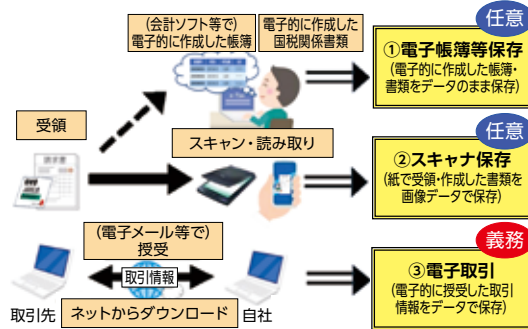 (会計ソフト等で)
電子的に作成した帳簿
電子的に作成した
国税関係書類
任意
①電子帳簿等保存
(電子的に作成した帳簿・
書類をデータのまま保存)
受領
請求書
スキャン・読み取り
任意
②スキャナ保存
(紙で受領・作成した書類を
画像データで保存)
(電子メール等で)
授受
取引情報
取引先
ネットからダウンロード
自社
義務
③電子取引
(電子的に授受した取引
情報をデータで保存)